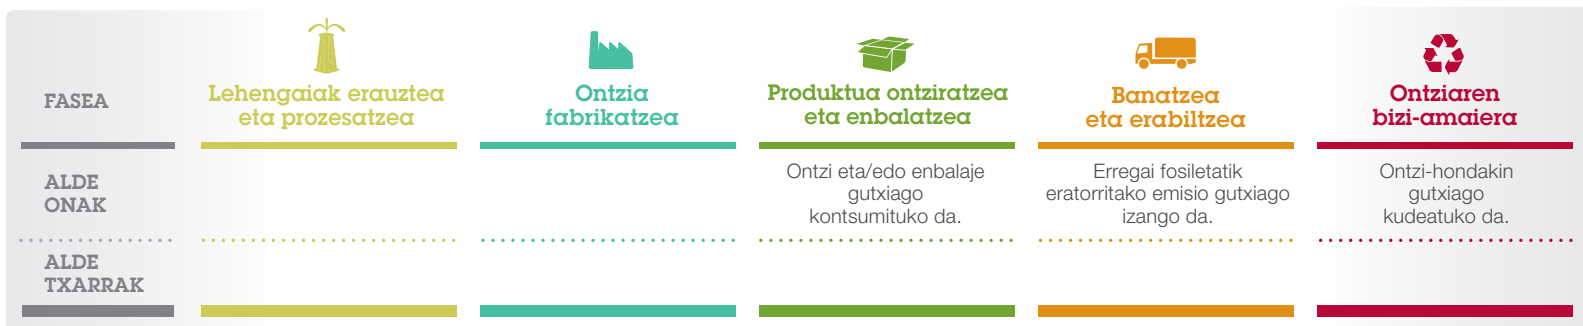 FASEA
Lehengaiak erauztea
eta prozesatzea
Ontzia
fabrikatzea
Produktua ontziratzea
eta enbalatzea
Banatzea
eta erabiltzea
Ontziaren
bizi-amaiera
ALDE
ONAK
Ontzi eta/edo enbalaje
gutxiago
kontsumituko da.
Erregai fosiletatik
eratorritako emisio gutxiago
izango da.
Ontzi-hondakin
gutxiago
kudeatuko da.
ALDE
TXARRAK